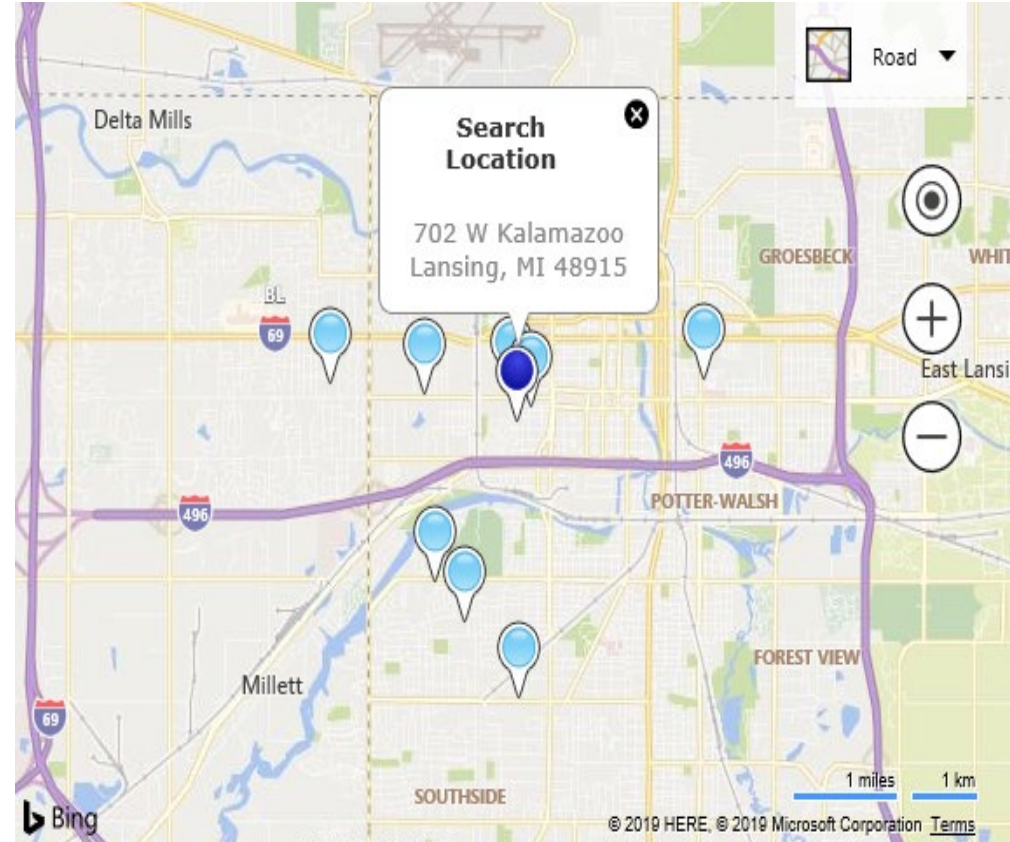 Road
Delta Mills
Search
Location
702 W Kalamazoo
Lansing, MI 48915
GROESBECK
WHIT
BL
69
East Lansi
496
POTTER-WALSH
496
FOREST VIEW
Millett
69
SOUTHSIDE
1 miles
1 km
Bing
© 2019 HERE, © 2019 Microsoft Corporation Terms